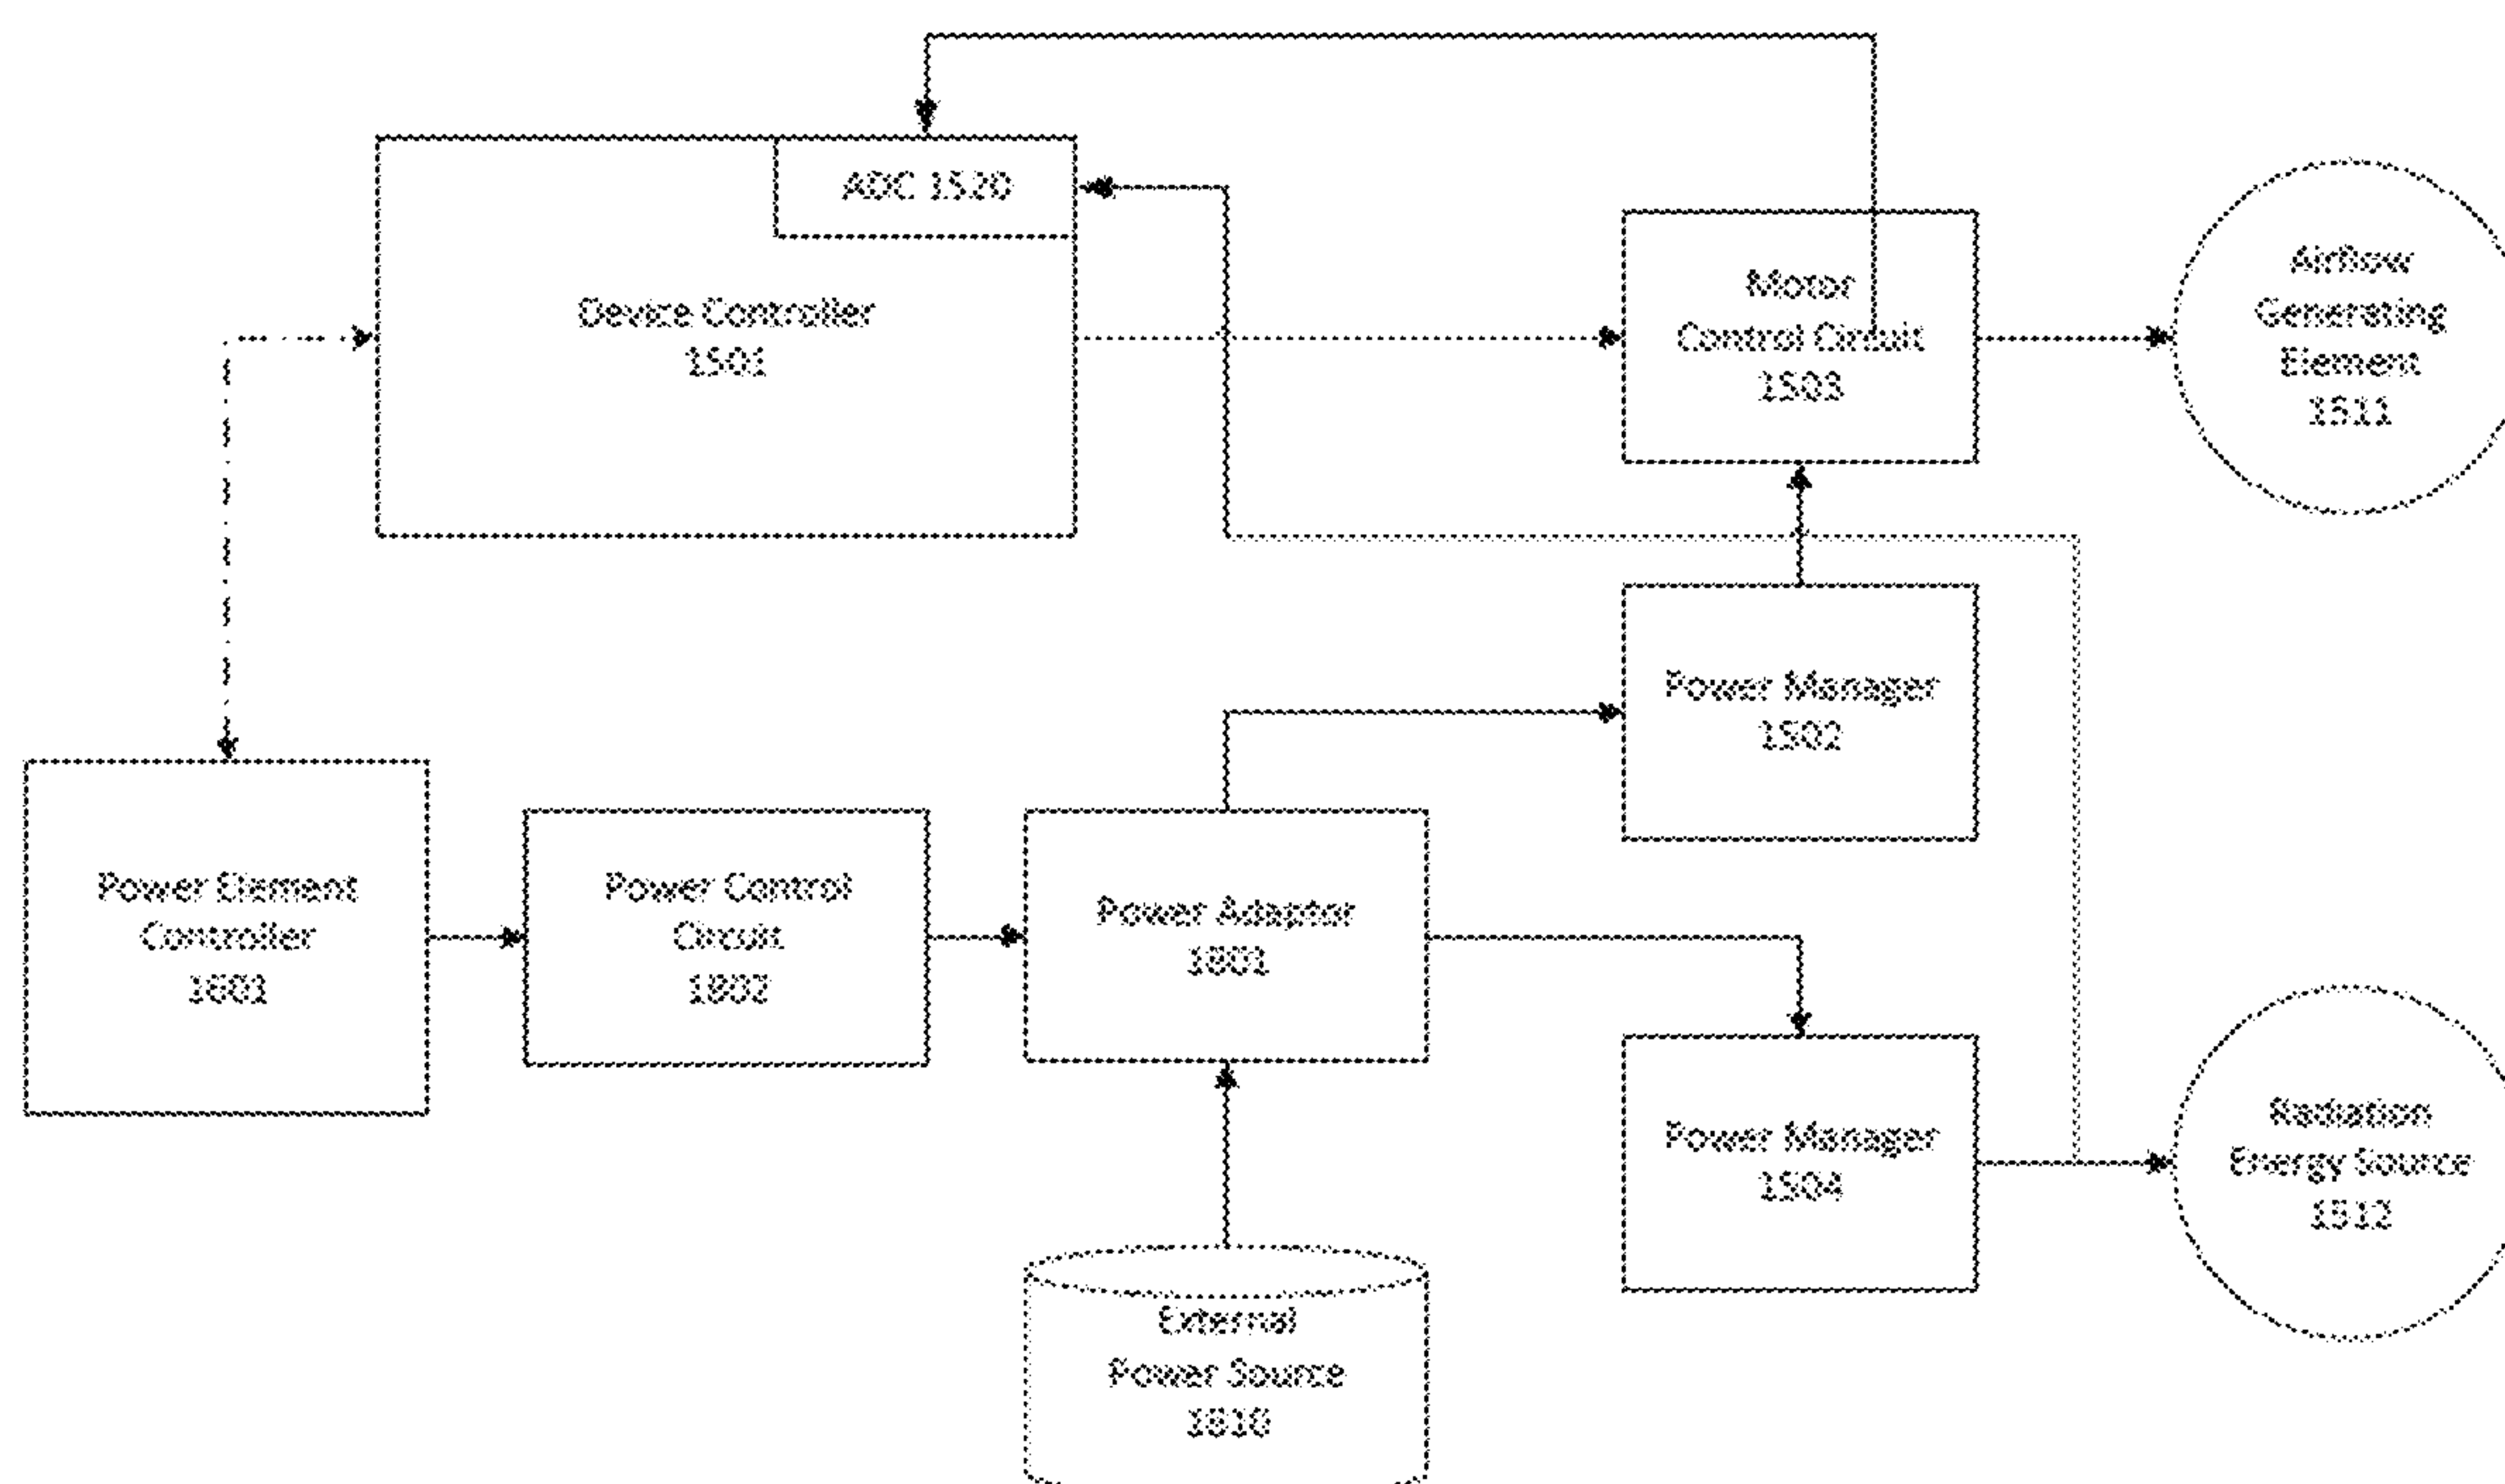 ADC 1520
Device Controller
1501
Motor
Control Circuit
1503
Airflow
Generating
Element
1511
Power Manager
1502
Power Element
Controller
Power Control
Circuit
1802
Power Adaptor
1801
Power Manager
1504
Radiation
Energy Source
1512
External
Power Source
1810